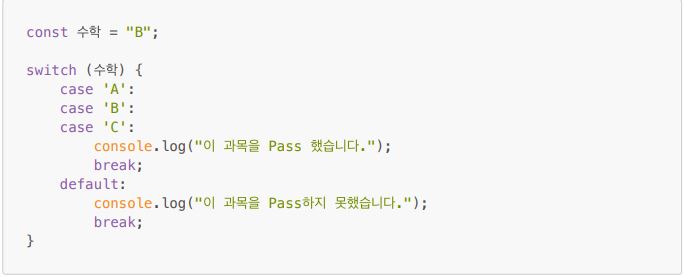 const 수학 = "B";
switch (수학) {
    case 'A':
    case 'B':
    case 'C':
        console.log("이 과목을 Pass 했습니다.");
        break;
    default:
        console.log("이 과목을 Pass하지 못했습니다.");
        break;
}